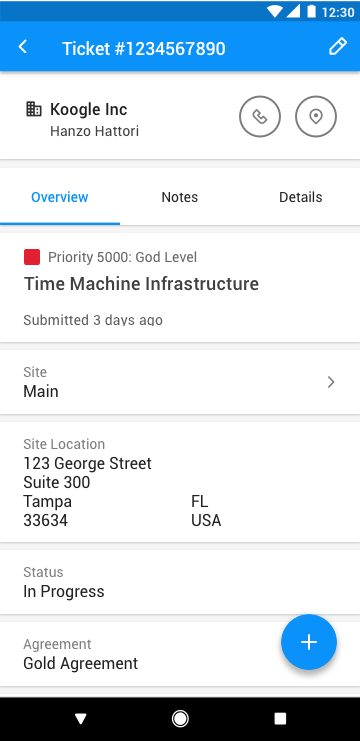 12:30
Ticket #1234567890
Koogle Inc
Hanzo Hattori
Overview Notes Details
Priority 5000: God Level
Time Machine Infrastructure
Submitted 3 days ago
Site
Main
Site Location
123 George Street
Suite 300
Tampa FL
33634 USA
Status
In Progress
Agreement
Gold Agreement